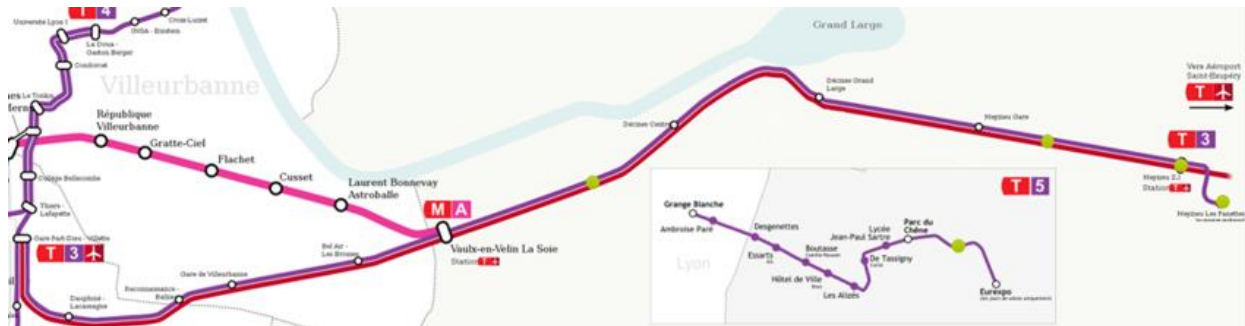 T 4
Université Lyon I
La Doua -
Gaston Berger
INSA - Einstein
Croix-Luizet
Condorcet
Le Tonkin
Villeurbanne
République
Villeurbanne
Gratte-Ciel
Flachet
Cusset
Laurent Bonnevay
Astroballe
M A
Vaulx-en-Velin La Soie
Station T
Collège Bellecombe
Thiers -
Lafayette
Gare Part-Dieu - Villette
T 3
Dauphiné -
Lacassagne
Reconnaissance -
Balzac
Gare de Villeurbanne
Bel Air -
Les Brosses
Grand Large
Décines Centre
Décines Grand
Large
Meyzieu Gare
Vers Aéroport
Saint-Exupéry
T
T 3
Meyzieu Z.I.
Station T
Meyzieu Les Panettes
T 5
Lyon
Grange Blanche
Ambroise Paré
Desgenettes
Essarts
Boutasse
Hôtel de Ville
Les Alizés
De Tassigny
Lycée
Jean-Paul Sartre
Parc du
Chêne
Eurexpo